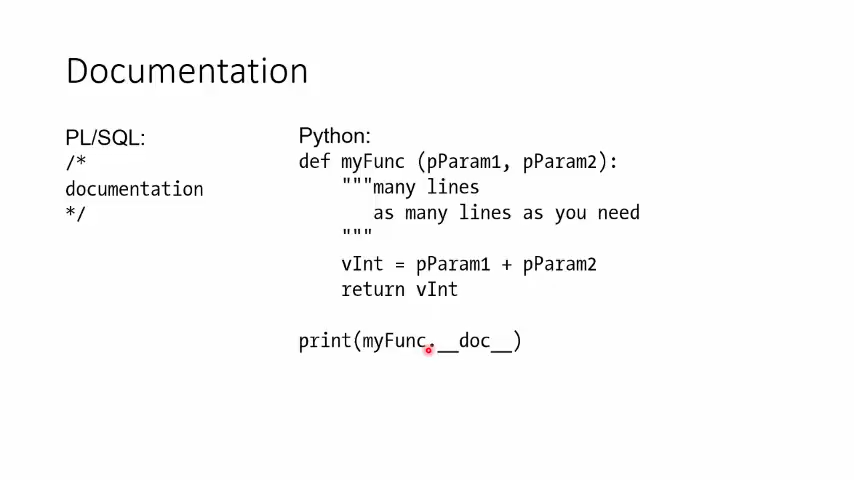 Documentation
PL/SQL:
/*
documentation
*/
Python:
def myFunc (pParam1, pParam2):
    """many lines
       as many lines as you need
    """
    vInt = pParam1 + pParam2
    return vInt

print(myFunc.__doc__)